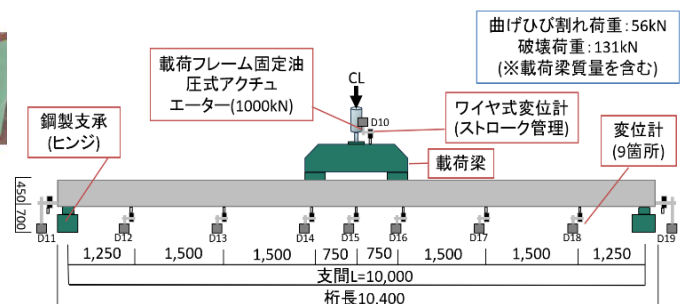 曲げひび割れ荷重:56kN
破壊荷重:131kN
(※載荷梁質量を含む)
載荷フレーム固定油
圧式アクチュ
エーター(1000kN)
CL
D10
ワイヤ式変位計
(ストローク管理)
鋼製支承
(ヒンジ)
変位計
(9箇所)
載荷梁
450
700
D11
D12
D13
D14
D15
D16
D17
D18
D19
1,250
1,500
1,500
750
750
1,500
1,500
1,250
支間L=10,000
桁長10,400